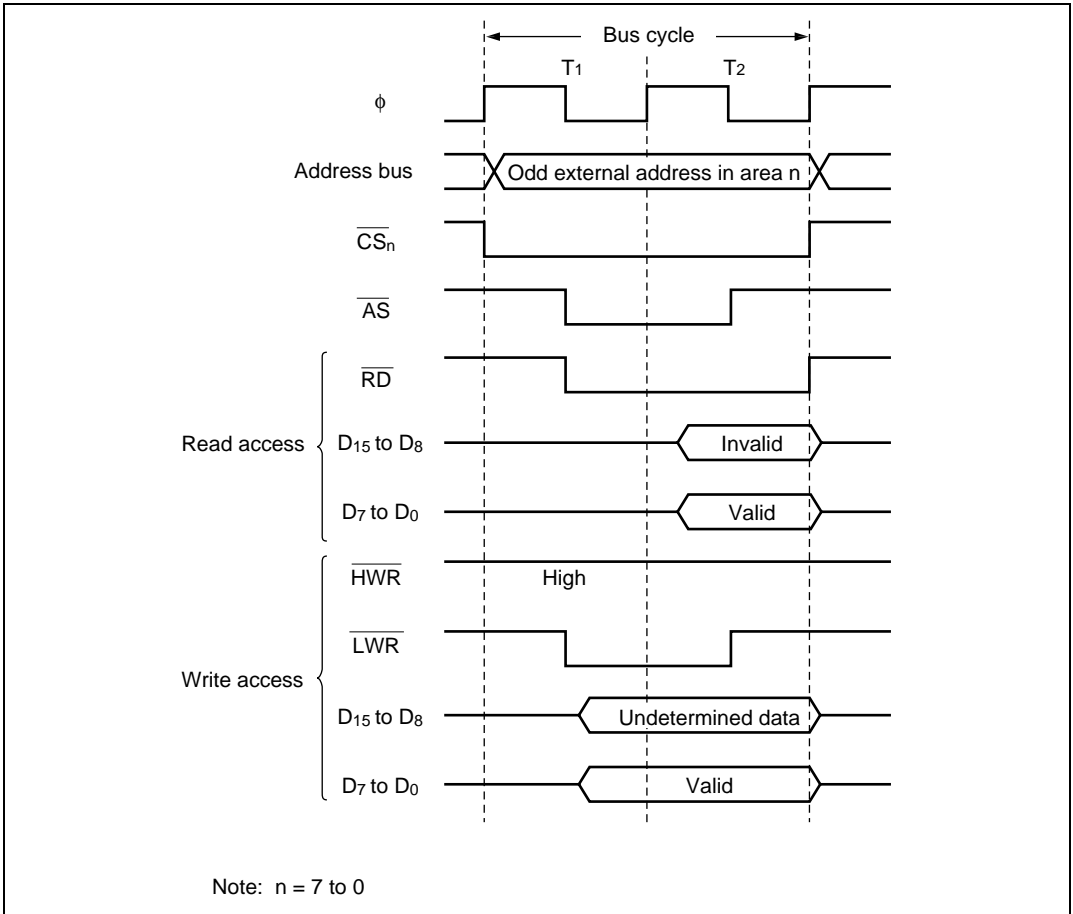 Bus cycle
T1 T2
ϕ
Address bus Odd external address in area n
CSn
AS
RD
Read access D15 to D8 Invalid
D7 to D0 Valid
HWR High
LWR
Write access
D15 to D8 Undetermined data
D7 to D0 Valid
Note: n = 7 to 0